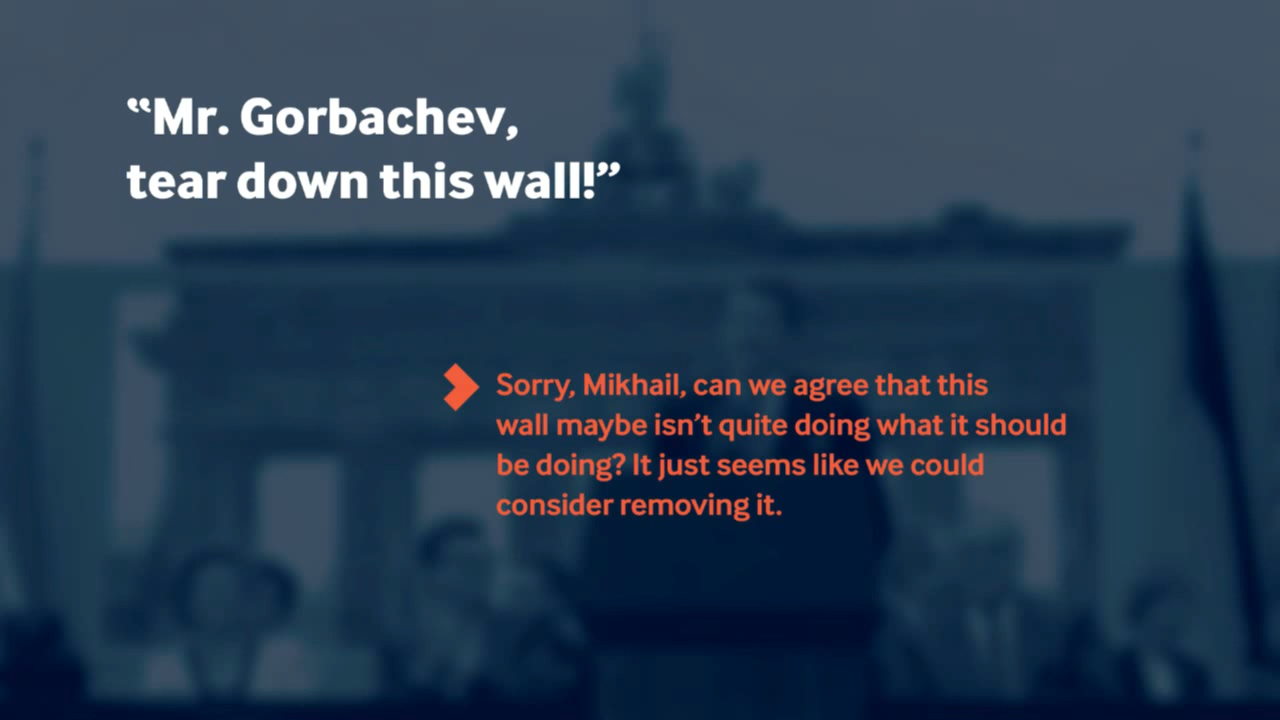 “Mr. Gorbachev,
tear down this wall!”
Sorry, Mikhail, can we agree that this
wall maybe isn’t quite doing what it should
be doing? It just seems like we could
consider removing it.